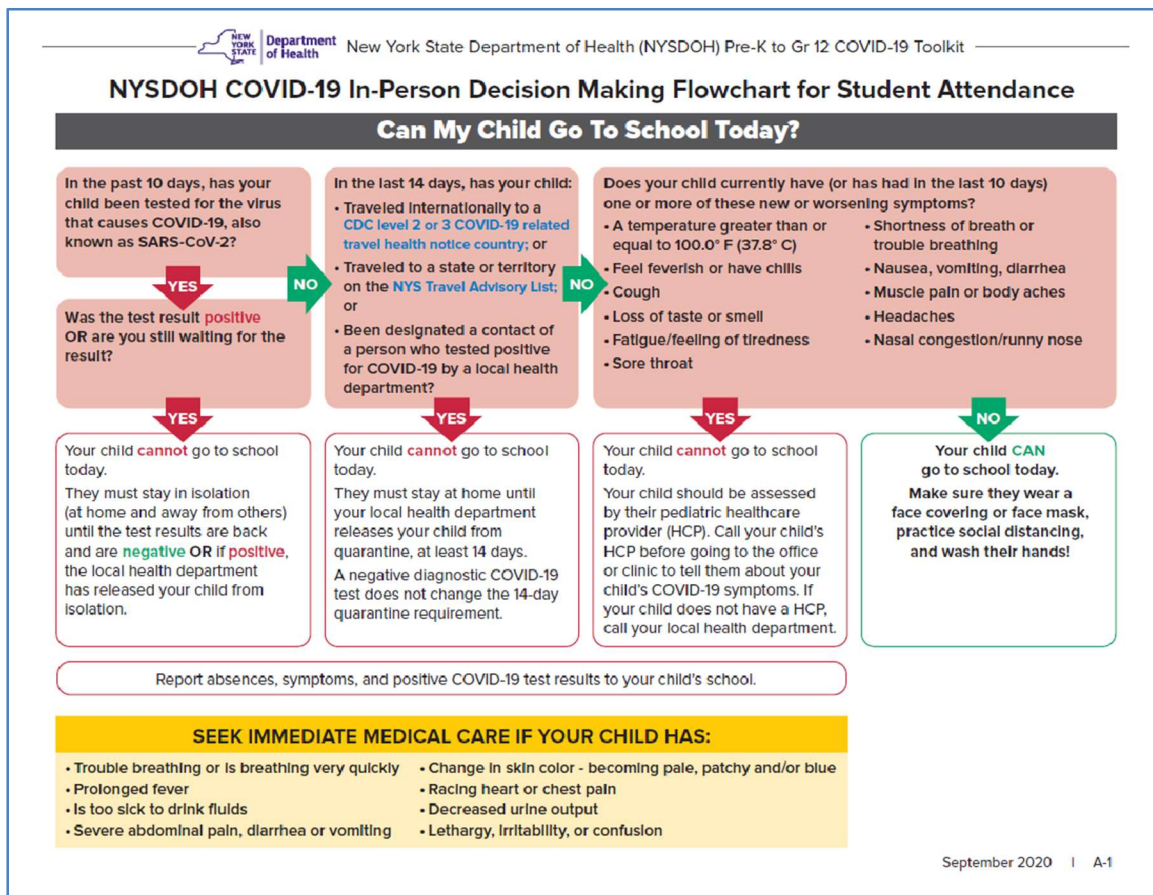 NEW YORK STATE
Department of Health
New York State Department of Health (NYSDOH) Pre-K to Gr 12 COVID-19 Toolkit
NYSDOH COVID-19 In-Person Decision Making Flowchart for Student Attendance
Can My Child Go To School Today?
In the past 10 days, has your
child been tested for the virus
that causes COVID-19, also
known as SARS-CoV-2?
YES
Was the test result positive
OR are you still waiting for the
result?
YES
Your child cannot go to school
today.
They must stay in isolation
(at home and away from others)
until the test results are back
and are negative OR if positive,
the local health department
has released your child from
isolation.
NO
In the last 14 days, has your child:
• Traveled internationally to a
CDC level 2 or 3 COVID-19 related
travel health notice country; or
• Traveled to a state or territory
on the NYS Travel Advisory List;
or
• Been designated a contact of
a person who tested positive
for COVID-19 by a local health
department?
YES
Your child cannot go to school
today.
They must stay at home until
your local health department
releases your child from
quarantine, at least 14 days.
A negative diagnostic COVID-19
test does not change the 14-day
quarantine requirement.
NO
Does your child currently have (or has had in the last 10 days)
one or more of these new or worsening symptoms?
• A temperature greater than or
equal to 100.0° F (37.8° C)
• Feel feverish or have chills
• Cough
• Loss of taste or smell
• Fatigue/feeling of tiredness
• Sore throat
• Shortness of breath or
trouble breathing
• Nausea, vomiting, diarrhea
• Muscle pain or body aches
• Headaches
• Nasal congestion/runny nose
YES
Your child cannot go to school
today.
Your child should be assessed
by their pediatric healthcare
provider (HCP). Call your child's
HCP before going to the office
or clinic to tell them about your
child's COVID-19 symptoms. If
your child does not have a HCP,
call your local health department.
NO
Your child CAN
go to school today.
Make sure they wear a
face covering or face mask,
practice social distancing,
and wash their hands!
Report absences, symptoms, and positive COVID-19 test results to your child's school.
SEEK IMMEDIATE MEDICAL CARE IF YOUR CHILD HAS:
• Trouble breathing or is breathing very quickly
• Prolonged fever
• Is too sick to drink fluids
• Severe abdominal pain, diarrhea or vomiting
• Change in skin color - becoming pale, patchy and/or blue
• Racing heart or chest pain
• Decreased urine output
• Lethargy, irritability, or confusion
September 2020 | A-1